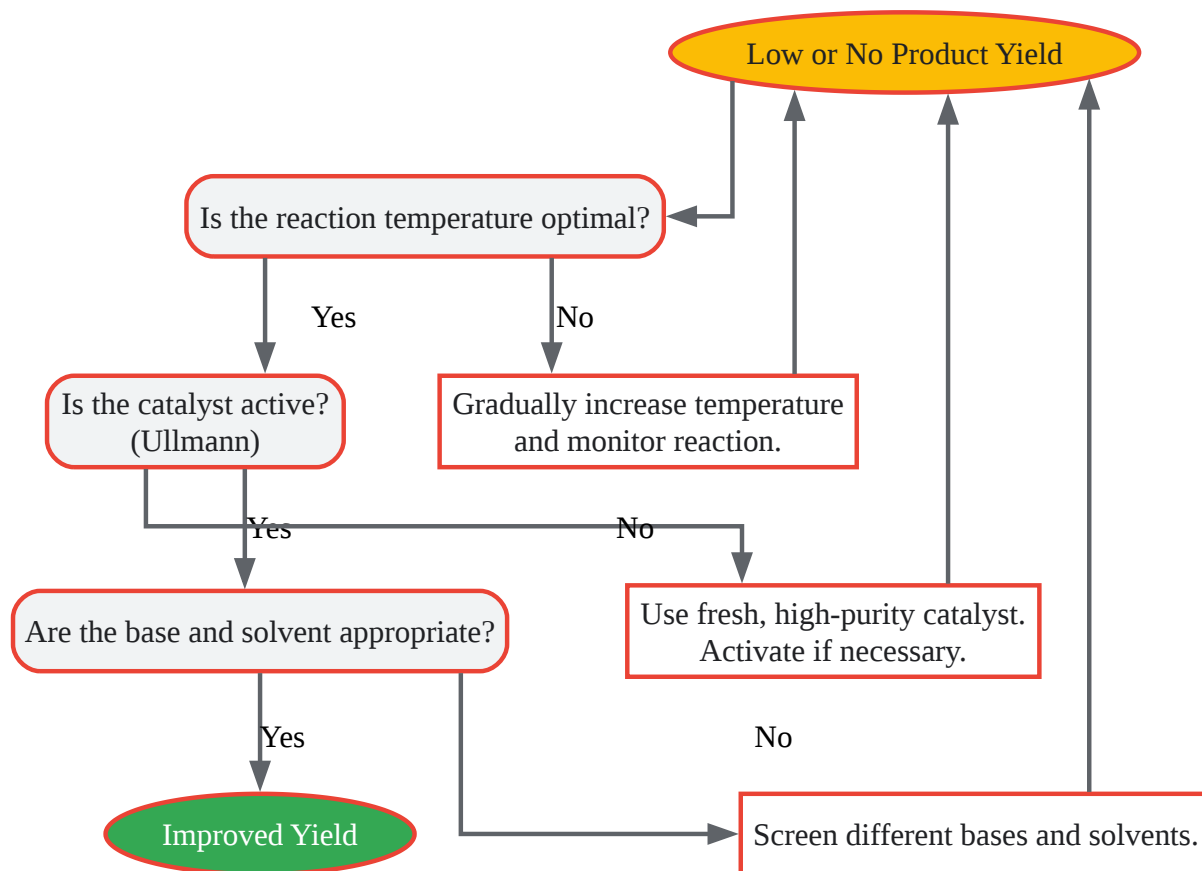 Low or No Product Yield
Is the reaction temperature optimal?
Yes
No
Is the catalyst active?
(Ullmann)
Gradually increase temperature
and monitor reaction.
Yes
No
Use fresh, high-purity catalyst.
Activate if necessary.
Are the base and solvent appropriate?
Yes
No
Improved Yield
Screen different bases and solvents.